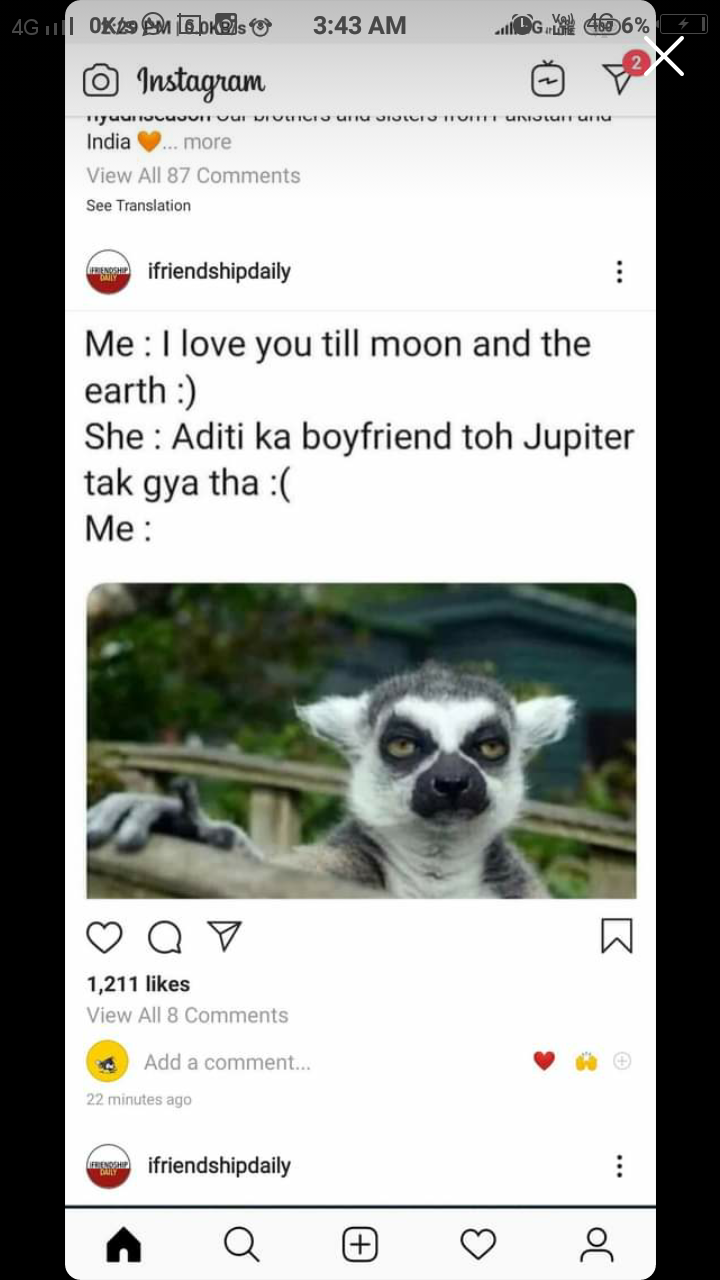 3:43 AM
Instagram
2
India 🧡... more
View All 87 Comments
See Translation
ifriendshipdaily
Me : I love you till moon and the
earth :)
She : Aditi ka boyfriend toh Jupiter
tak gya tha :(
Me :
1,211 likes
View All 8 Comments
Add a comment...
22 minutes ago
ifriendshipdaily